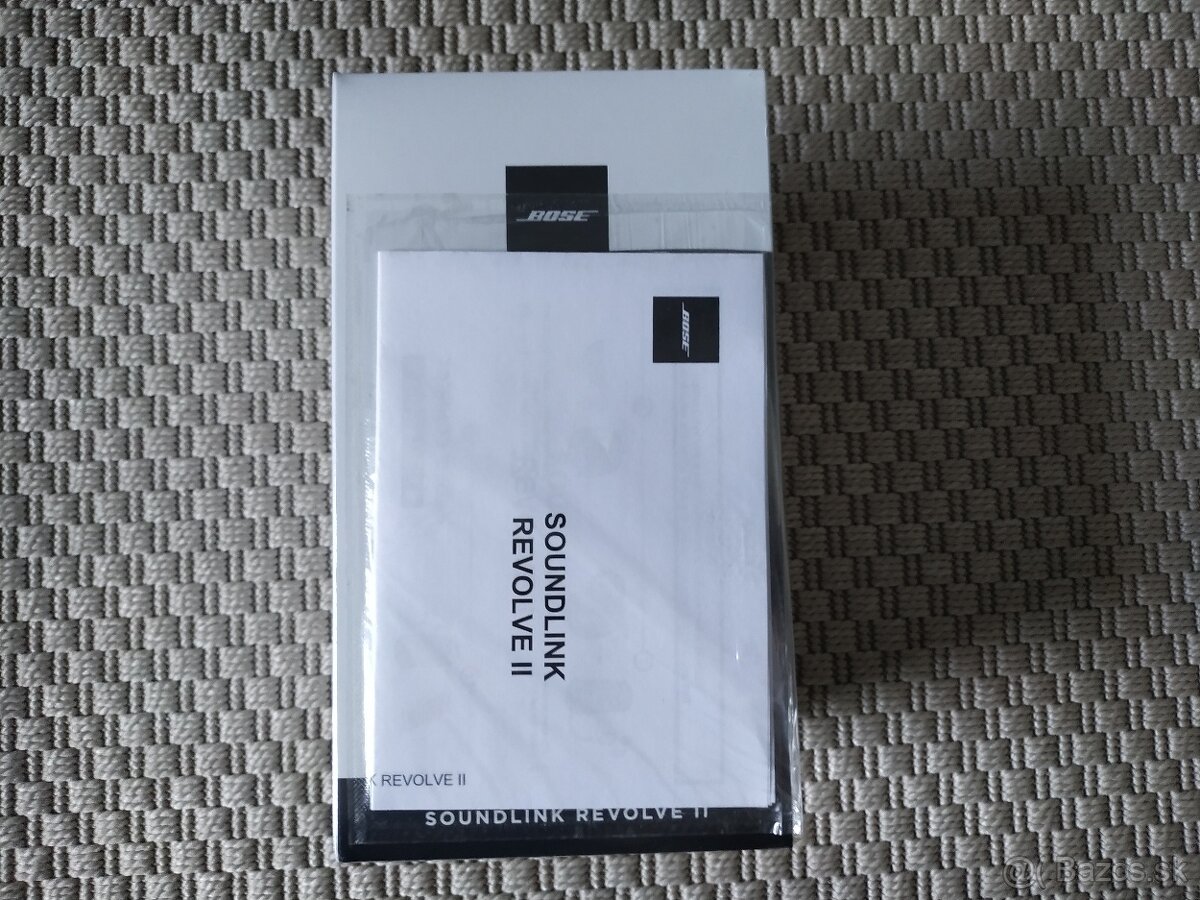 BOSE
BOSE
SOUNDLINK
REVOLVE II
K REVOLVE II
SOUNDLINK REVOLVE II
@( Bazos.sk